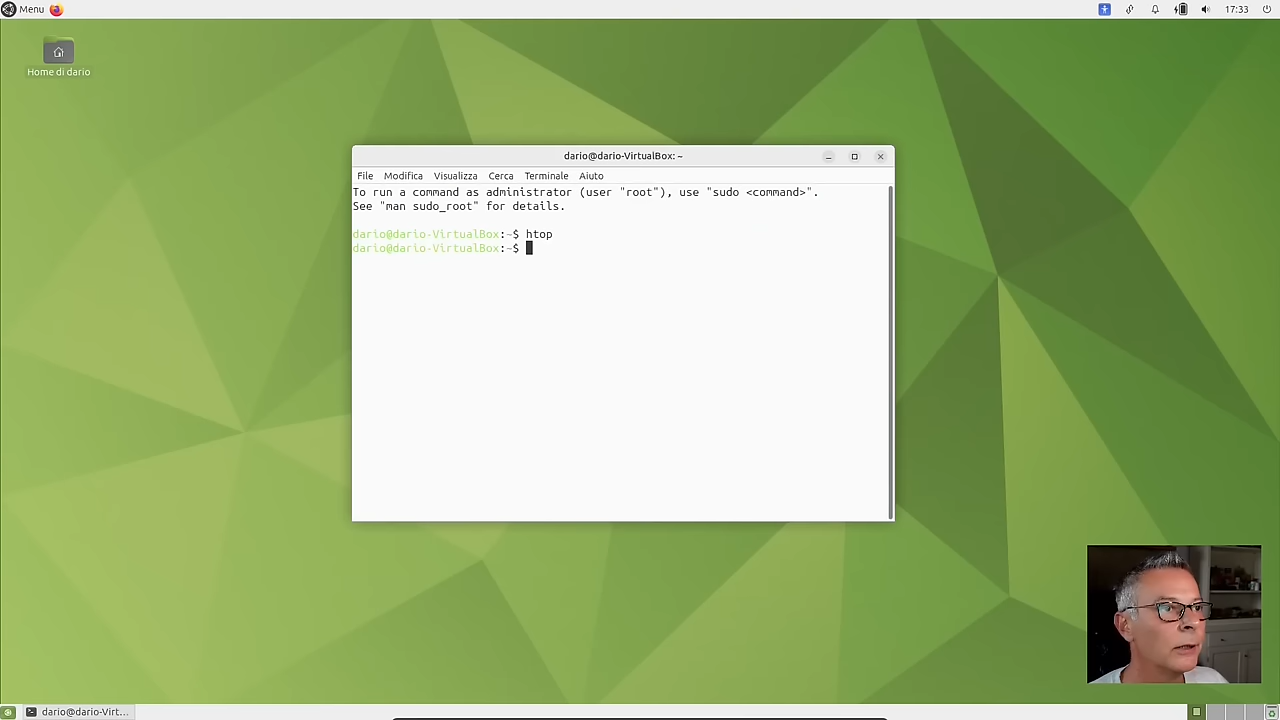 Menu
17:33
Home di dario
dario@dario-VirtualBox: ~
File Modifica Visualizza Cerca Terminale Aiuto
To run a command as administrator (user "root"), use "sudo <command>".
See "man sudo_root" for details.
dario@dario-VirtualBox:~$ htop
dario@dario-VirtualBox:~$
dario@dario-Virt...